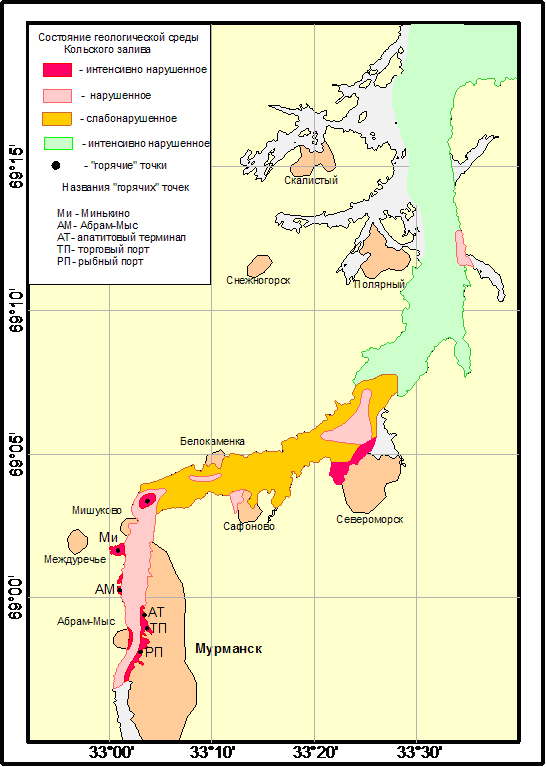 Состояние геологической среды
Кольского залива
- интенсивно нарушенное
- нарушенное
- слабонарушенное
- интенсивно нарушенное
- "горячие" точки
Названия "горячих" точек
Ми - Минькино
АМ - Абрам-Мыс
АТ - апатитовый терминал
ТП - торговый порт
РП - рыбный порт
69°15'
69°10'
69°05'
69°00'
Скалистый
Снежногорск
Полярный
Белокаменка
Мишуково
Сафоново
Североморск
Ми
Междуречье
АМ
АТ
Абрам-Мыс
ТП
РП
Мурманск
33°00'
33°10'
33°20'
33°30'